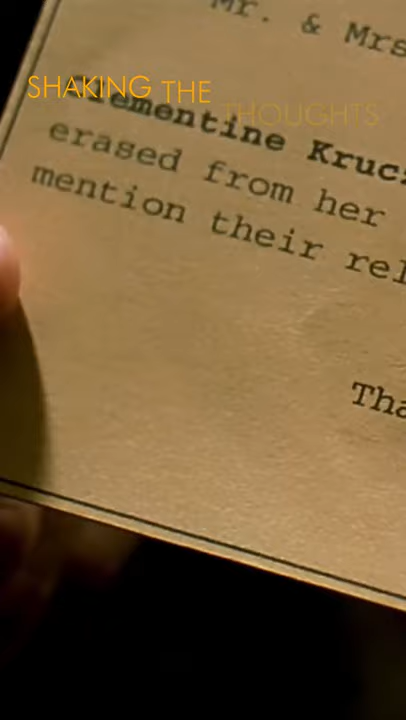 Mr. & Mrs
SHAKING THE THOUGHTS
Clementine Kruc
erased from her
mention their rel
Tha